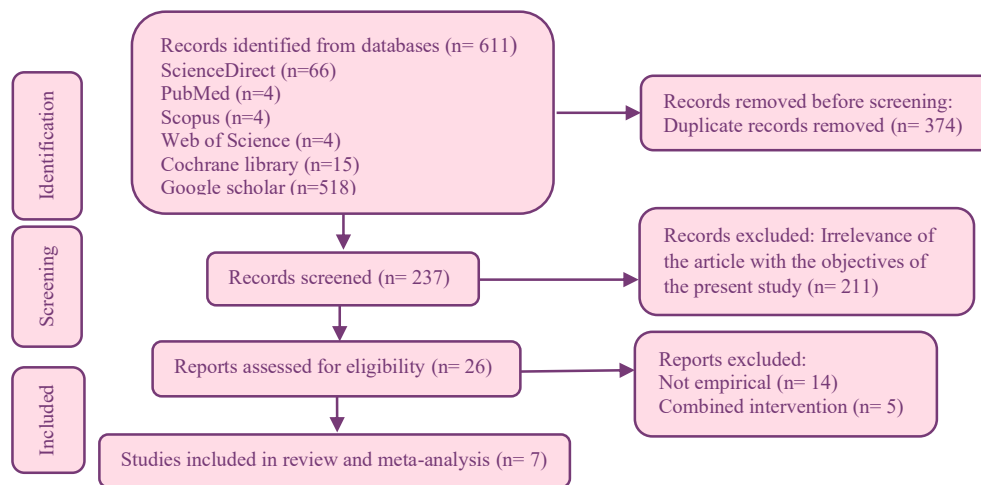 Identification
Records identified from databases (n= 611)
ScienceDirect (n=66)
PubMed (n=4)
Scopus (n=4)
Web of Science (n=4)
Cochrane library (n=15)
Google scholar (n=518)
Records removed before screening:
Duplicate records removed (n= 374)
Screening
Records screened (n= 237)
Records excluded: Irrelevance of
the article with the objectives of
the present study (n= 211)
Reports assessed for eligibility (n= 26)
Reports excluded:
Not empirical (n= 14)
Combined intervention (n= 5)
Included
Studies included in review and meta-analysis (n= 7)